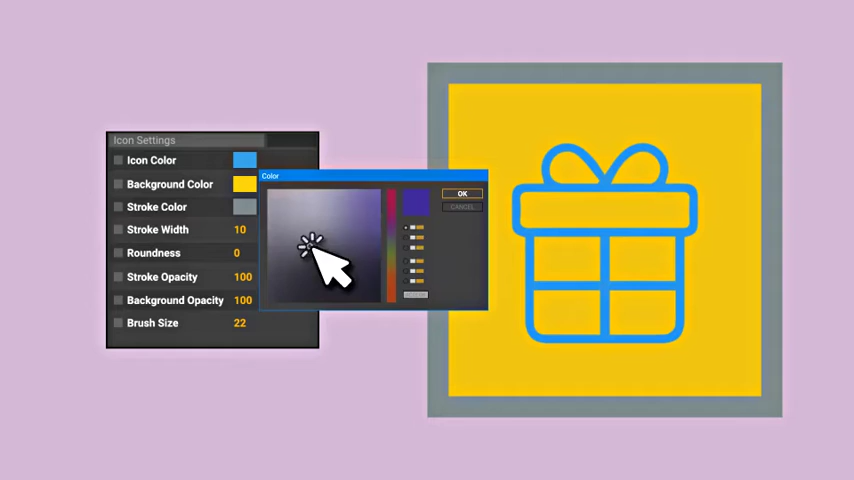 Icon Settings
Icon Color
Background Color
Stroke Color
Stroke Width 10
Roundness 0
Stroke Opacity 100
Background Opacity 100
Brush Size 22
Color
OK
CANCEL